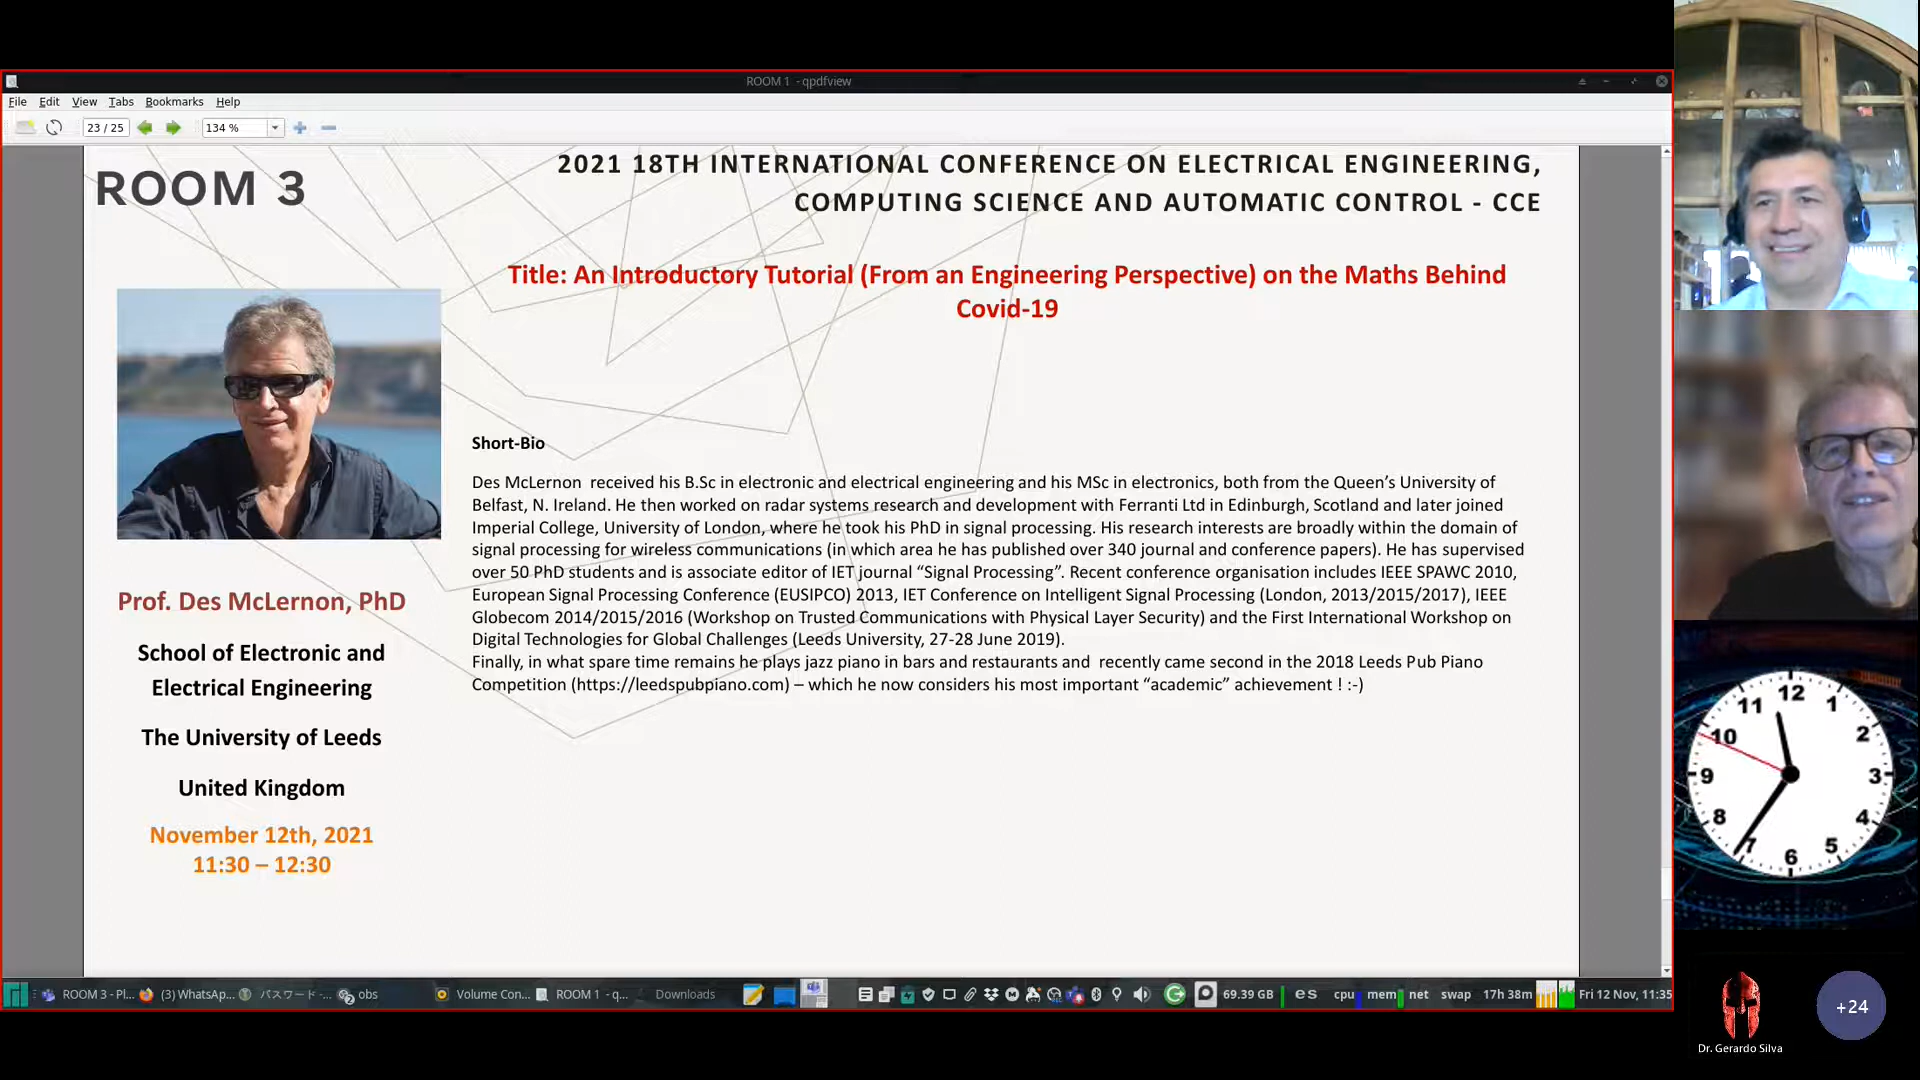 ROOM 1 - qpdfview
File Edit View Tabs Bookmarks Help
23 / 25 134 %
ROOM 3
2021 18TH INTERNATIONAL CONFERENCE ON ELECTRICAL ENGINEERING,
COMPUTING SCIENCE AND AUTOMATIC CONTROL - CCE
Title: An Introductory Tutorial (From an Engineering Perspective) on the Maths Behind
Covid-19
Short-Bio
Des McLernon received his B.Sc in electronic and electrical engineering and his MSc in electronics, both from the Queen’s University of
Belfast, N. Ireland. He then worked on radar systems research and development with Ferranti Ltd in Edinburgh, Scotland and later joined
Imperial College, University of London, where he took his PhD in signal processing. His research interests are broadly within the domain of
signal processing for wireless communications (in which area he has published over 340 journal and conference papers). He has supervised
over 50 PhD students and is associate editor of IET journal “Signal Processing”. Recent conference organisation includes IEEE SPAWC 2010,
European Signal Processing Conference (EUSIPCO) 2013, IET Conference on Intelligent Signal Processing (London, 2013/2015/2017), IEEE
Globecom 2014/2015/2016 (Workshop on Trusted Communications with Physical Layer Security) and the First International Workshop on
Digital Technologies for Global Challenges (Leeds University, 27-28 June 2019).
Finally, in what spare time remains he plays jazz piano in bars and restaurants and recently came second in the 2018 Leeds Pub Piano
Competition (https://leedspubpiano.com) – which he now considers his most important “academic” achievement ! :-)
Prof. Des McLernon, PhD
School of Electronic and
Electrical Engineering
The University of Leeds
United Kingdom
November 12th, 2021
11:30 – 12:30
12 1 2 3 4 5 6 7 8 9 10 11
ROOM 3 - Pl... (3) WhatsAp... パスワード -... obs Volume Con... ROOM 1 - q... Downloads 69.39 GB es cpu mem net swap 17h 38m Fri 12 Nov, 11:35
Dr. Gerardo Silva
+24